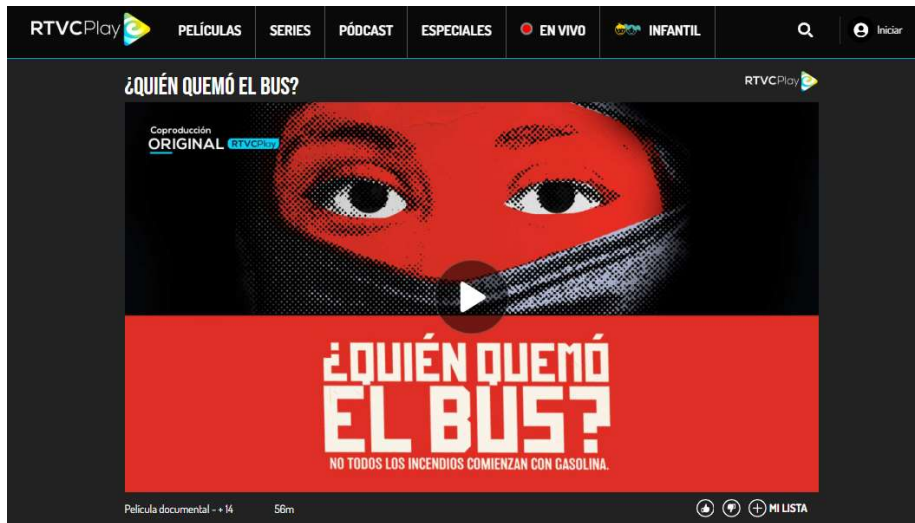 RTVCPlay PELÍCULAS SERIES PÓDCAST ESPECIALES EN VIVO INFANTIL Iniciar
¿QUIÉN QUEMÓ EL BUS? RTVCPlay
Coproducción
ORIGINAL RTVCPlay
¿QUIÉN QUEMÓ
EL BUS?
NO TODOS LOS INCENDIOS COMIENZAN CON GASOLINA.
Película documental - + 14 56m MI LISTA